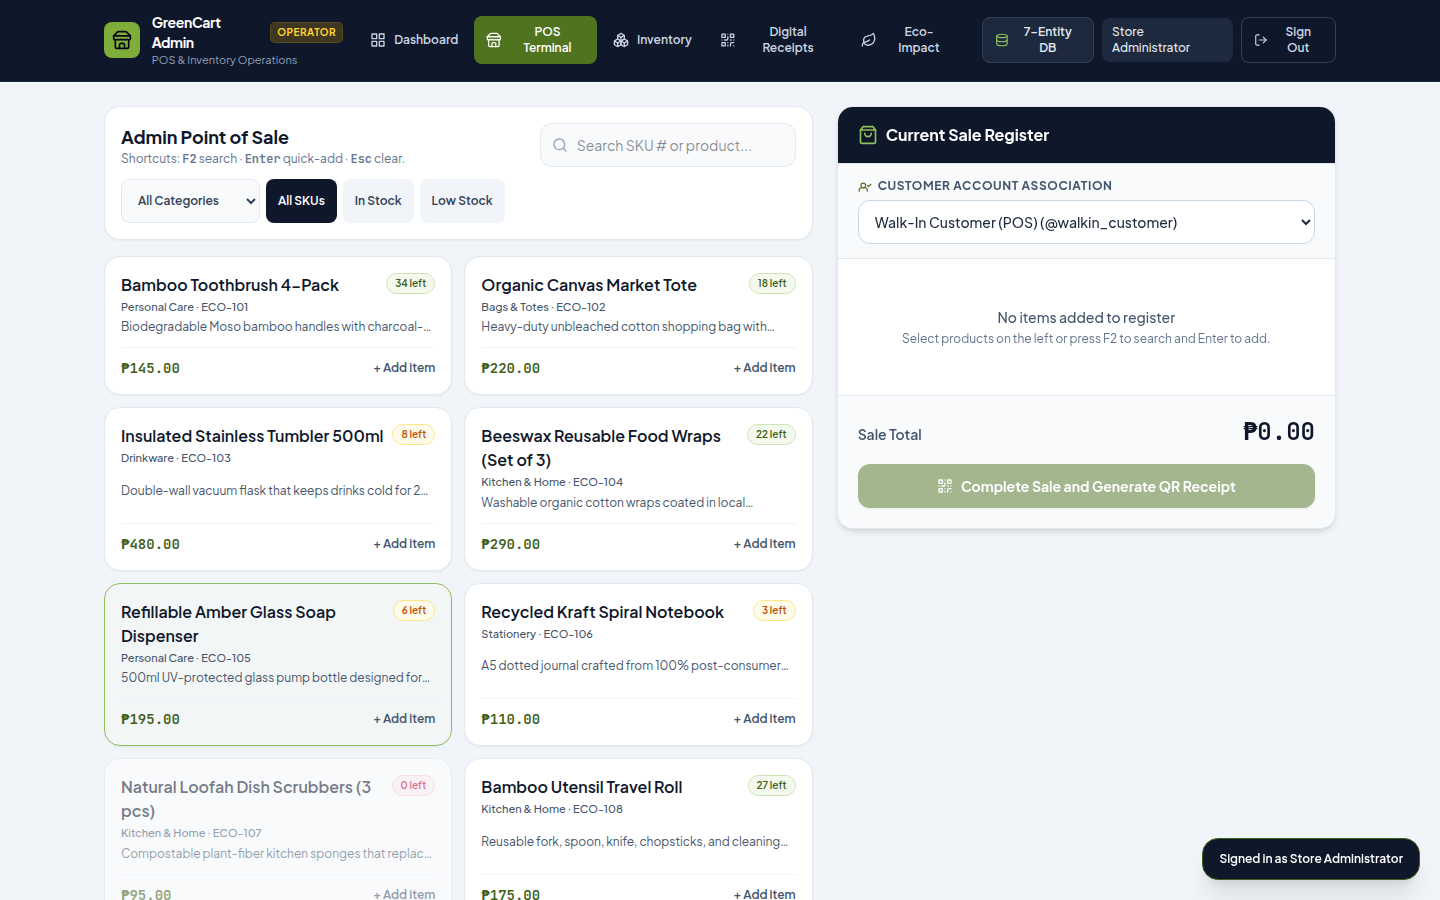 GreenCart
Admin
OPERATOR
POS & Inventory Operations
Dashboard
POS
Terminal
Inventory
Digital
Receipts
Eco-
Impact
7-Entity
DB
Store
Administrator
Sign
Out
Admin Point of Sale
Shortcuts: F2 search · Enter quick-add · Esc clear.
Search SKU # or product...
All Categories
All SKUs
In Stock
Low Stock
Bamboo Toothbrush 4-Pack
34 left
Personal Care · ECO-101
Biodegradable Moso bamboo handles with charcoal-...
₱145.00
+ Add item
Organic Canvas Market Tote
18 left
Bags & Totes · ECO-102
Heavy-duty unbleached cotton shopping bag with...
₱220.00
+ Add item
Insulated Stainless Tumbler 500ml
8 left
Drinkware · ECO-103
Double-wall vacuum flask that keeps drinks cold for 2...
₱480.00
+ Add item
Beeswax Reusable Food Wraps
(Set of 3)
22 left
Kitchen & Home · ECO-104
Washable organic cotton wraps coated in local...
₱290.00
+ Add item
Refillable Amber Glass Soap
Dispenser
6 left
Personal Care · ECO-105
500ml UV-protected glass pump bottle designed for...
₱195.00
+ Add item
Recycled Kraft Spiral Notebook
3 left
Stationery · ECO-106
A5 dotted journal crafted from 100% post-consumer...
₱110.00
+ Add item
Natural Loofah Dish Scrubbers (3
pcs)
0 left
Kitchen & Home · ECO-107
Compostable plant-fiber kitchen sponges that replac...
₱95.00
+ Add item
Bamboo Utensil Travel Roll
27 left
Kitchen & Home · ECO-108
Reusable fork, spoon, knife, chopsticks, and cleaning...
₱175.00
+ Add item
Current Sale Register
CUSTOMER ACCOUNT ASSOCIATION
Walk-In Customer (POS) (@walkin_customer)
No items added to register
Select products on the left or press F2 to search and Enter to add.
Sale Total
₱0.00
Complete Sale and Generate QR Receipt
Signed in as Store Administrator